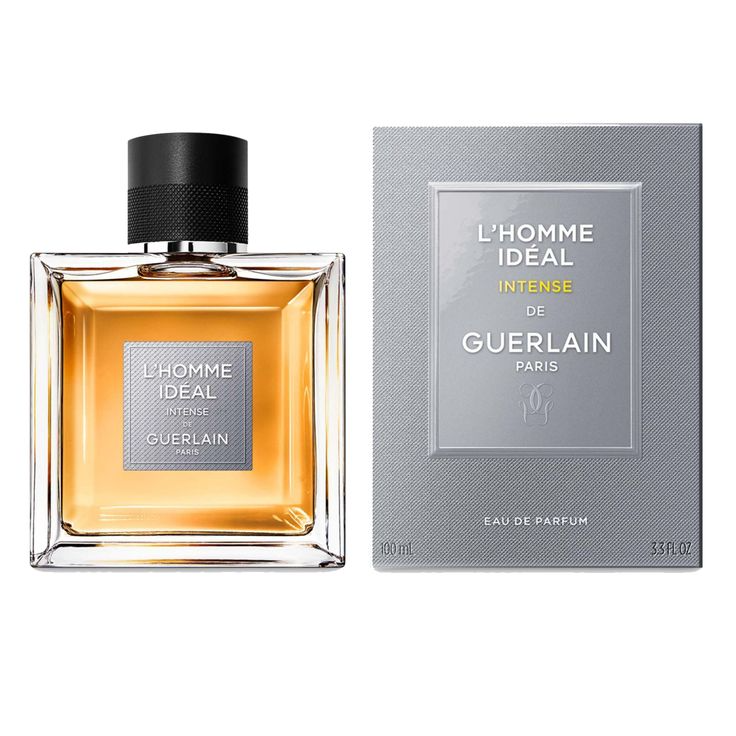 L'HOMME
IDÉAL
INTENSE
DE
GUERLAIN
PARIS
L'HOMME
IDÉAL
INTENSE
DE
GUERLAIN
PARIS
EAU DE PARFUM
100 mL
3.3 FL OZ